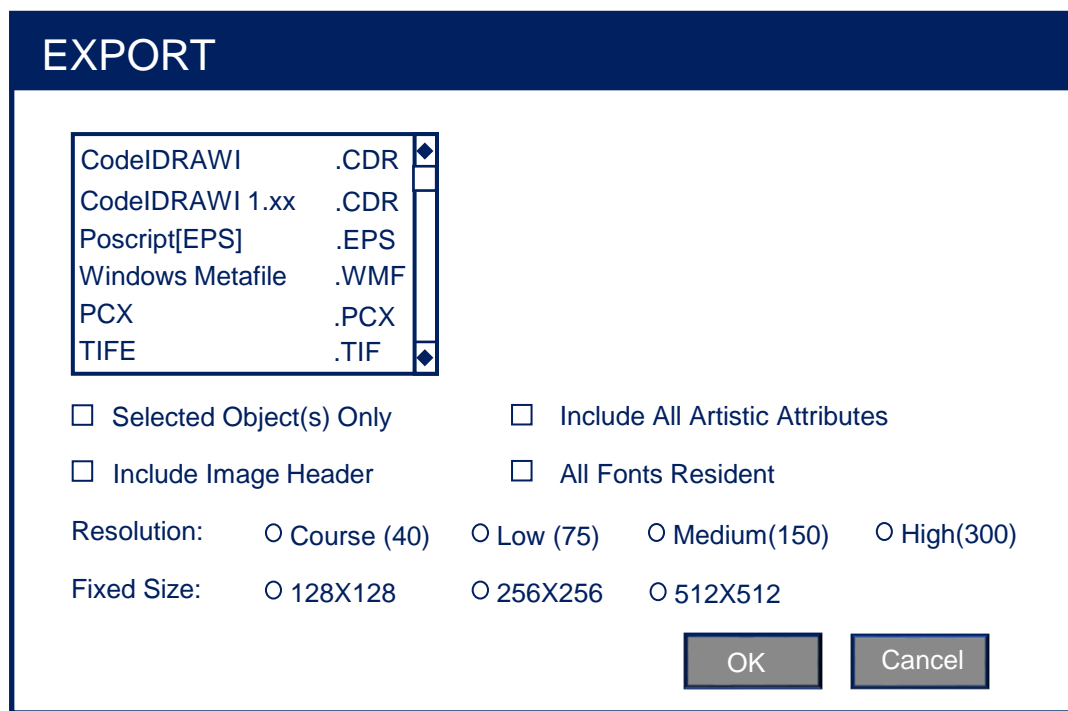 EXPORT
CodeIDRAWI .CDR
CodeIDRAWI 1.xx .CDR
Poscript[EPS] .EPS
Windows Metafile .WMF
PCX .PCX
TIFE .TIF
Selected Object(s) Only Include All Artistic Attributes
Include Image Header All Fonts Resident
Resolution: Course (40) Low (75) Medium(150) High(300)
Fixed Size: 128X128 256X256 512X512
OK Cancel